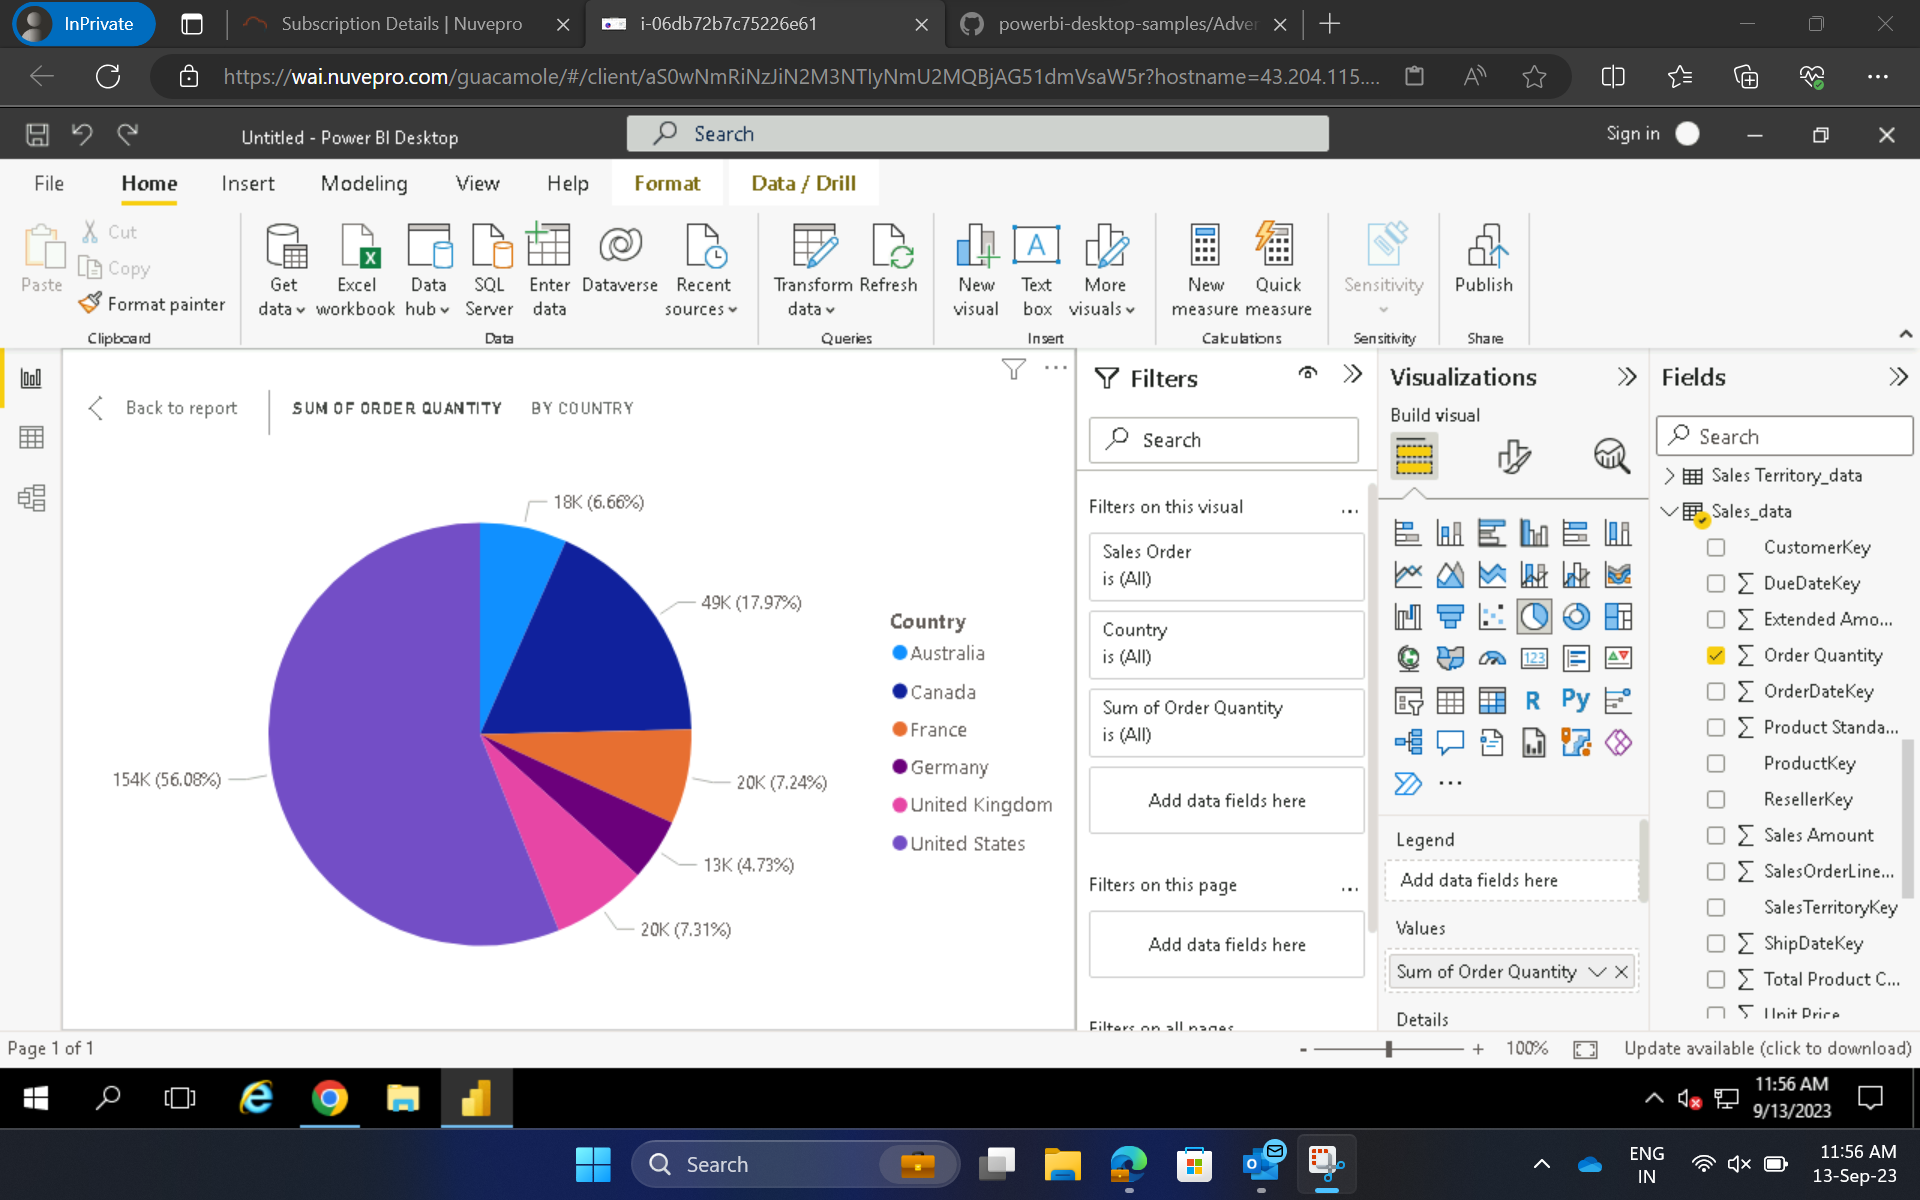 InPrivate
Subscription Details | Nuvepro
i-06db72b7c75226e61
powerbi-desktop-samples/Adver
https://wai.nuvepro.com/guacamole/#/client/aS0wNmRiNzJiN2M3NTIyNmU2MQBjAG51dmVsaW5r?hostname=43.204.115....
Untitled - Power BI Desktop
Search
Sign in
File
Home
Insert
Modeling
View
Help
Format
Data / Drill
Paste
Cut
Copy
Format painter
Clipboard
Get data
Excel workbook
Data hub
SQL Server
Enter data
Dataverse
Recent sources
Data
Transform data
Refresh
Queries
New visual
Text box
More visuals
Insert
New measure
Quick measure
Calculations
Sensitivity
Sensitivity
Publish
Share
Back to report
SUM OF ORDER QUANTITY
BY COUNTRY
18K (6.66%)
49K (17.97%)
20K (7.24%)
13K (4.73%)
20K (7.31%)
154K (56.08%)
Country
Australia
Canada
France
Germany
United Kingdom
United States
Filters
Search
Filters on this visual
...
Sales Order
is (All)
Country
is (All)
Sum of Order Quantity
is (All)
Add data fields here
Filters on this page
...
Add data fields here
Filters on all pages
Visualizations
Build visual
123
R
Py
Legend
Add data fields here
Values
Sum of Order Quantity
Details
Fields
Search
Sales Territory_data
Sales_data
CustomerKey
DueDateKey
Extended Amo...
Order Quantity
OrderDateKey
Product Standa...
ProductKey
ResellerKey
Sales Amount
SalesOrderLine...
SalesTerritoryKey
ShipDateKey
Total Product C...
Unit Price
Page 1 of 1
- + 100%
Update available (click to download)
11:56 AM
9/13/2023
Search
ENG
IN
11:56 AM
13-Sep-23